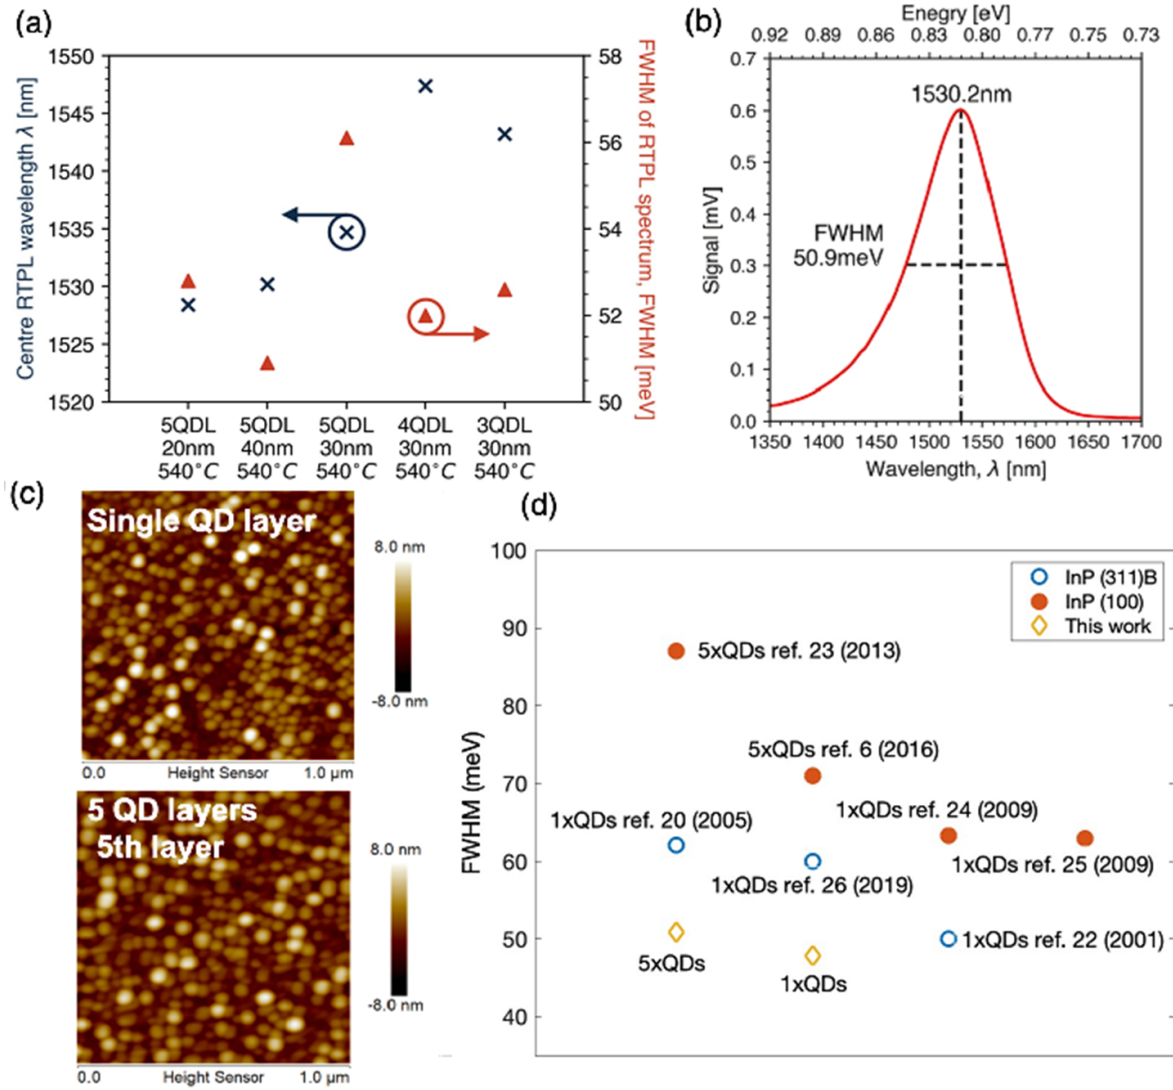 (a)
Centre RTPL wavelength λ [nm]
1550
1545
1540
1535
1530
1525
1520
58
56
54
52
50
FWHM of RTPL spectrum, FWHM [meV]
5QDL 5QDL 5QDL 4QDL 3QDL
20nm 40nm 30nm 30nm 30nm
540°C 540°C 540°C 540°C 540°C
(b)
Enegry [eV]
0.92 0.89 0.86 0.83 0.80 0.77 0.75 0.73
Signal [mV]
0.7
0.6
0.5
0.4
0.3
0.2
0.1
0.0
1530.2nm
FWHM
50.9meV
1350 1400 1450 1500 1550 1600 1650 1700
Wavelength, λ [nm]
(c)
Single QD layer
8.0 nm
-8.0 nm
0.0 Height Sensor 1.0 µm
5 QD layers
5th layer
8.0 nm
-8.0 nm
0.0 Height Sensor 1.0 µm
(d)
FWHM (meV)
100
90
80
70
60
50
40
InP (311)B
InP (100)
This work
5xQDs ref. 23 (2013)
5xQDs ref. 6 (2016)
1xQDs ref. 24 (2009)
1xQDs ref. 20 (2005)
1xQDs ref. 25 (2009)
1xQDs ref. 26 (2019)
1xQDs ref. 22 (2001)
5xQDs
1xQDs